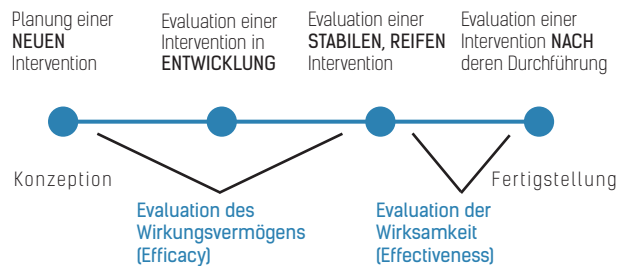 Planung einer
NEUEN
Intervention
Evaluation einer
Intervention in
ENTWICKLUNG
Evaluation einer
STABILEN, REIFEN
Intervention
Evaluation einer
Intervention NACH
deren Durchführung
Konzeption
Fertigstellung
Evaluation des
Wirkungsvermögens
(Efficacy)
Evaluation der
Wirksamkeit
(Effectiveness)